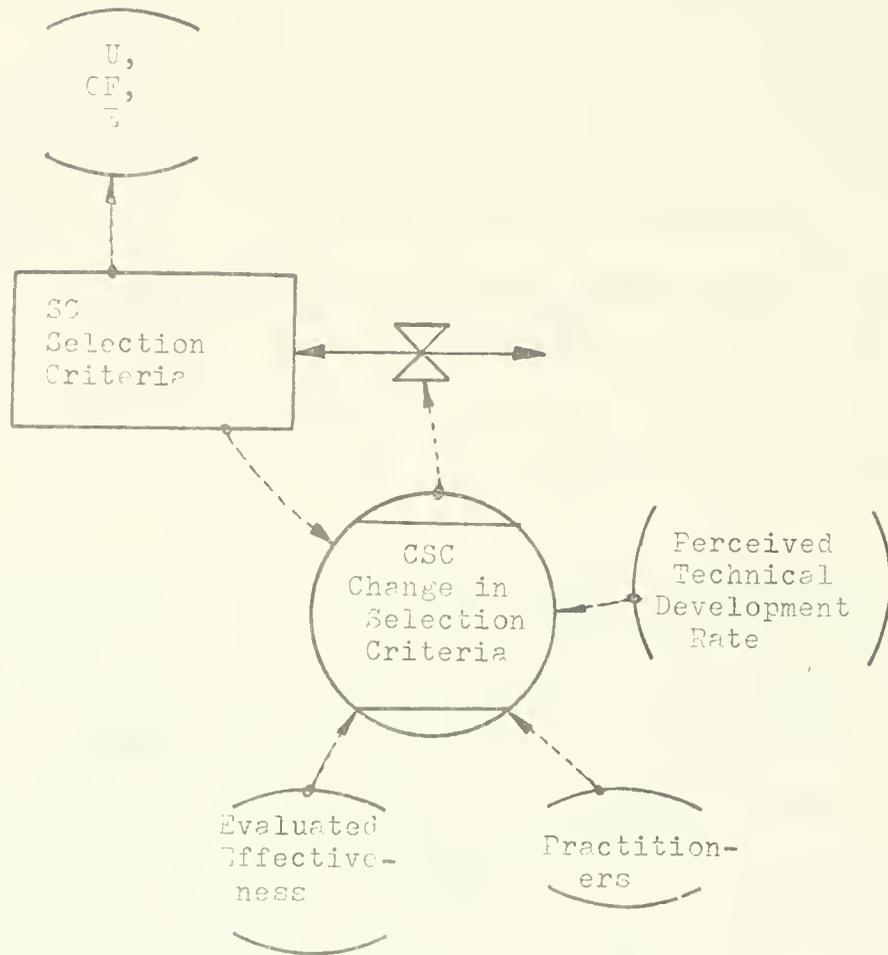 U,
CF,
SC
Selection
Criteria
CSC
Change in
Selection
Criteria
Perceived
Technical
Development
Rate
Evaluated
Effective-
ness
Practition-
ers